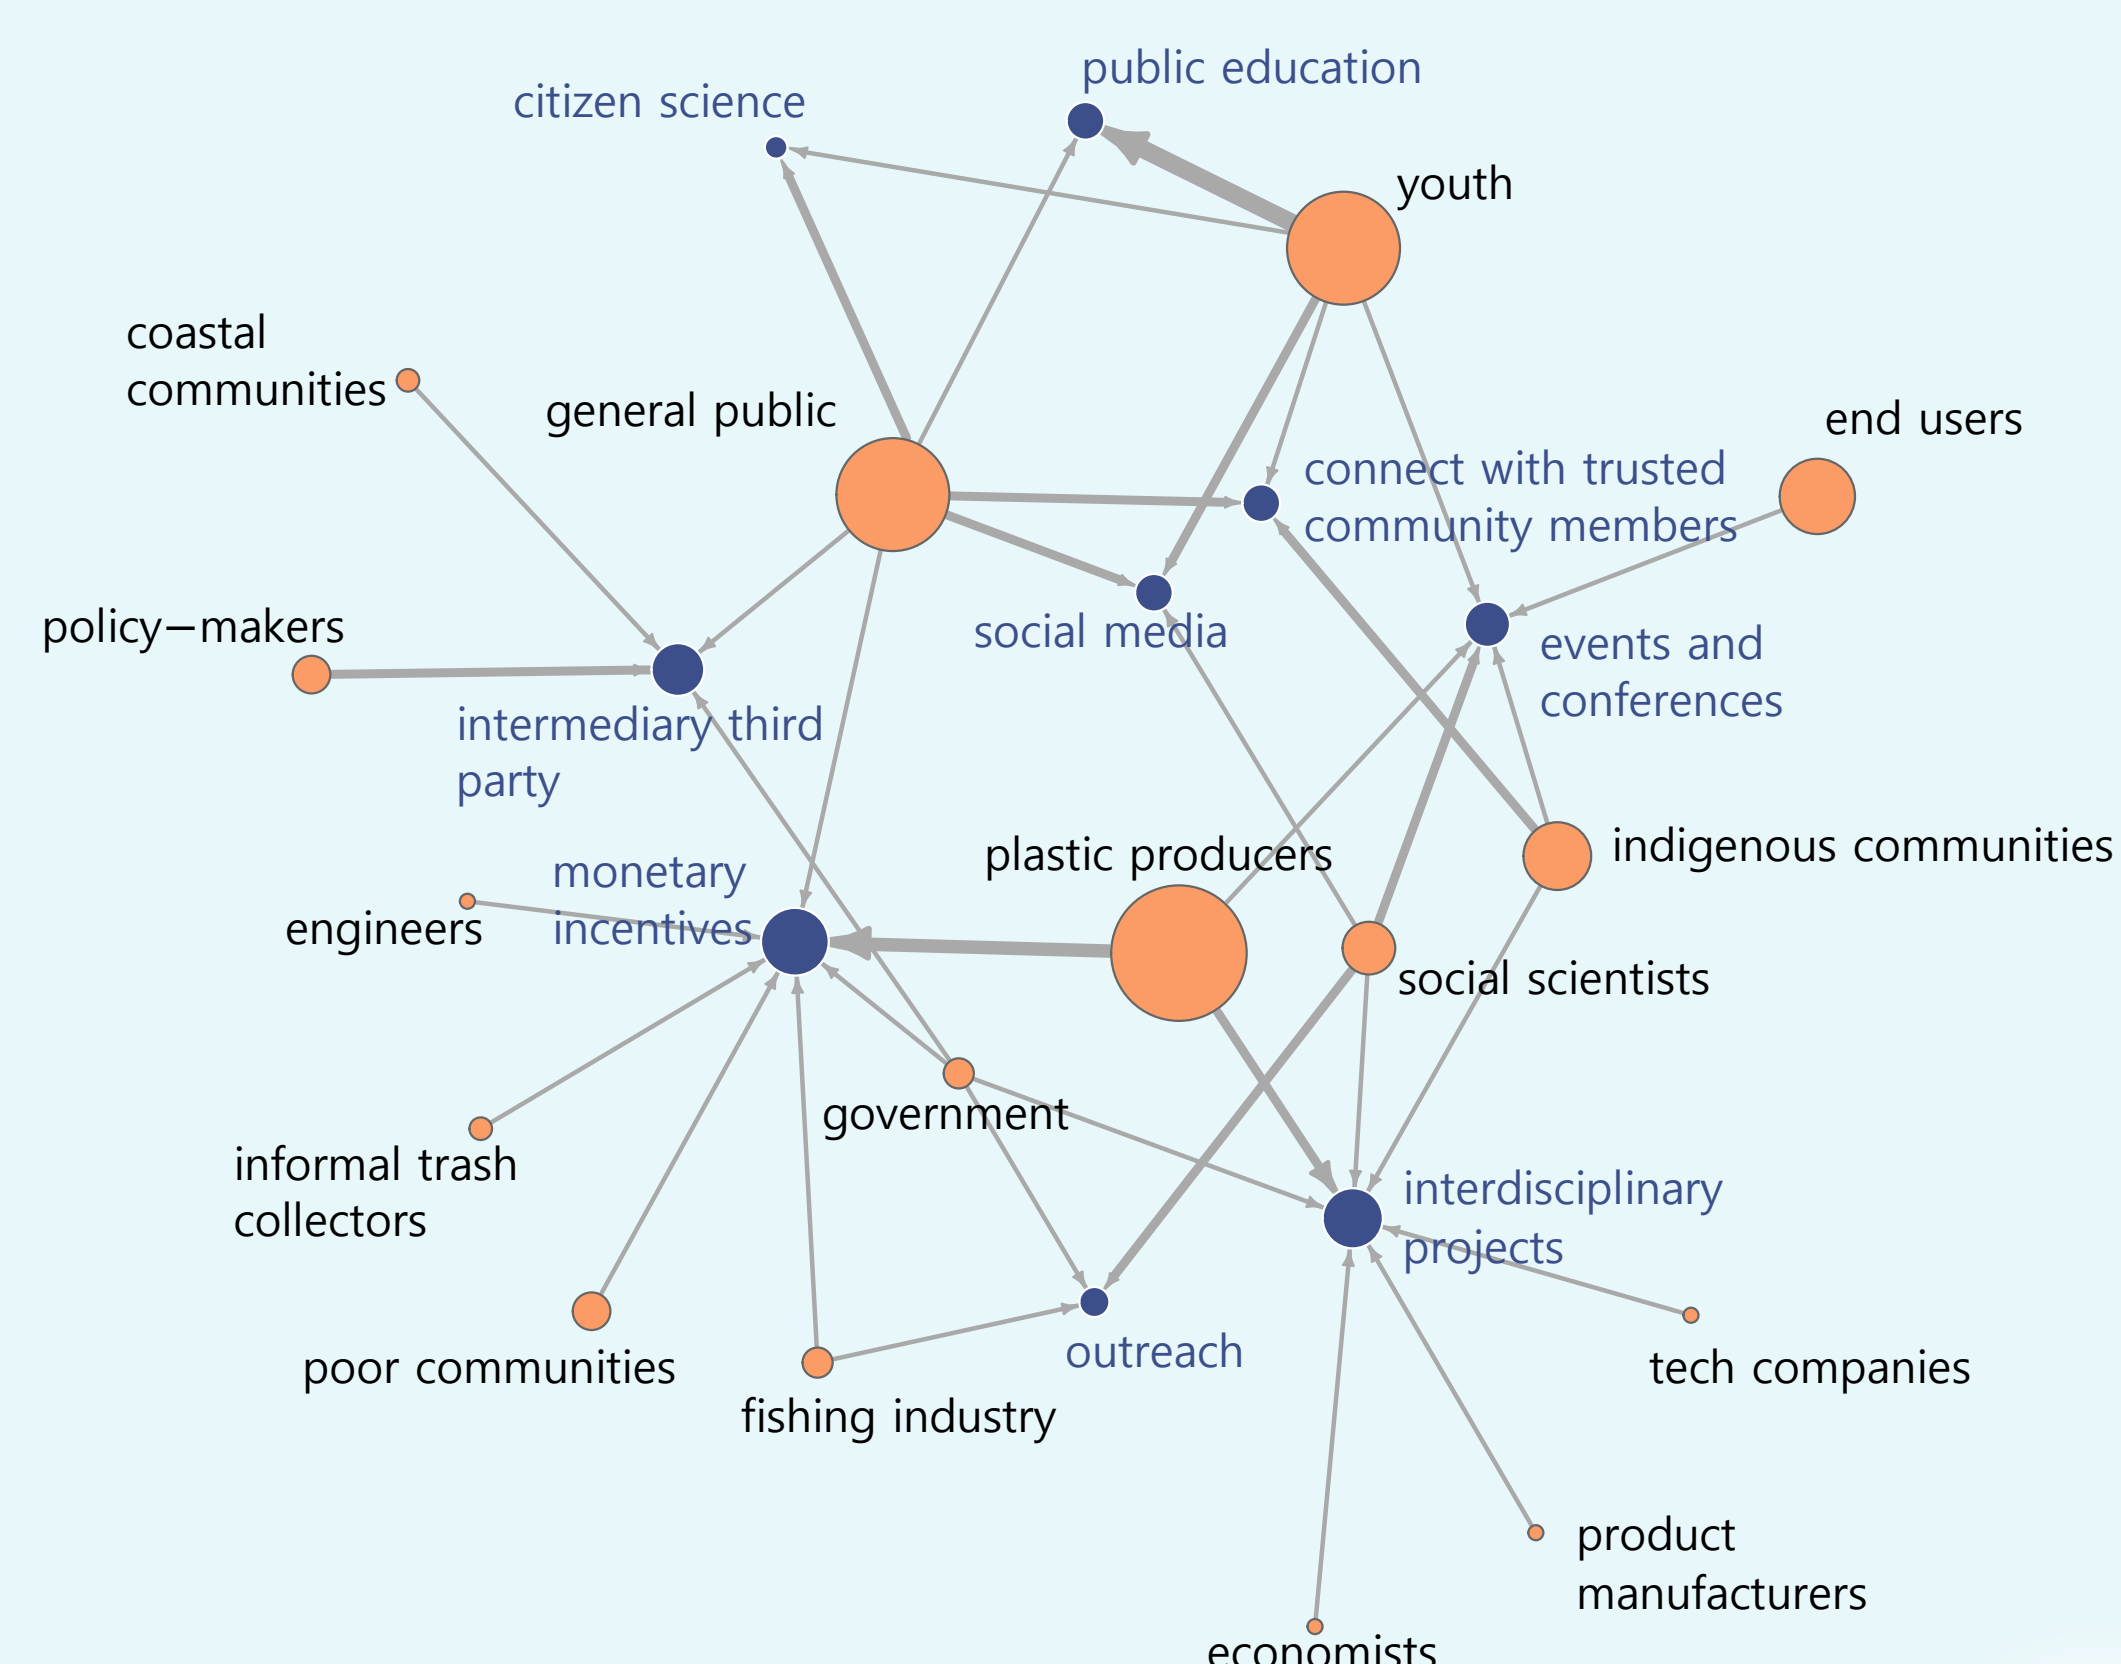 public education
citizen science
youth
coastal
communities
general public
end users
connect with trusted
community members
policy−makers
social media
events and
conferences
intermediary third
party
plastic producers
indigenous communities
monetary
incentives
engineers
social scientists
government
informal trash
collectors
interdisciplinary
projects
outreach
poor communities
tech companies
fishing industry
product
manufacturers
economists